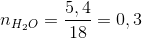 n_{H_2O} = \frac{5,4}{18} = 0,3